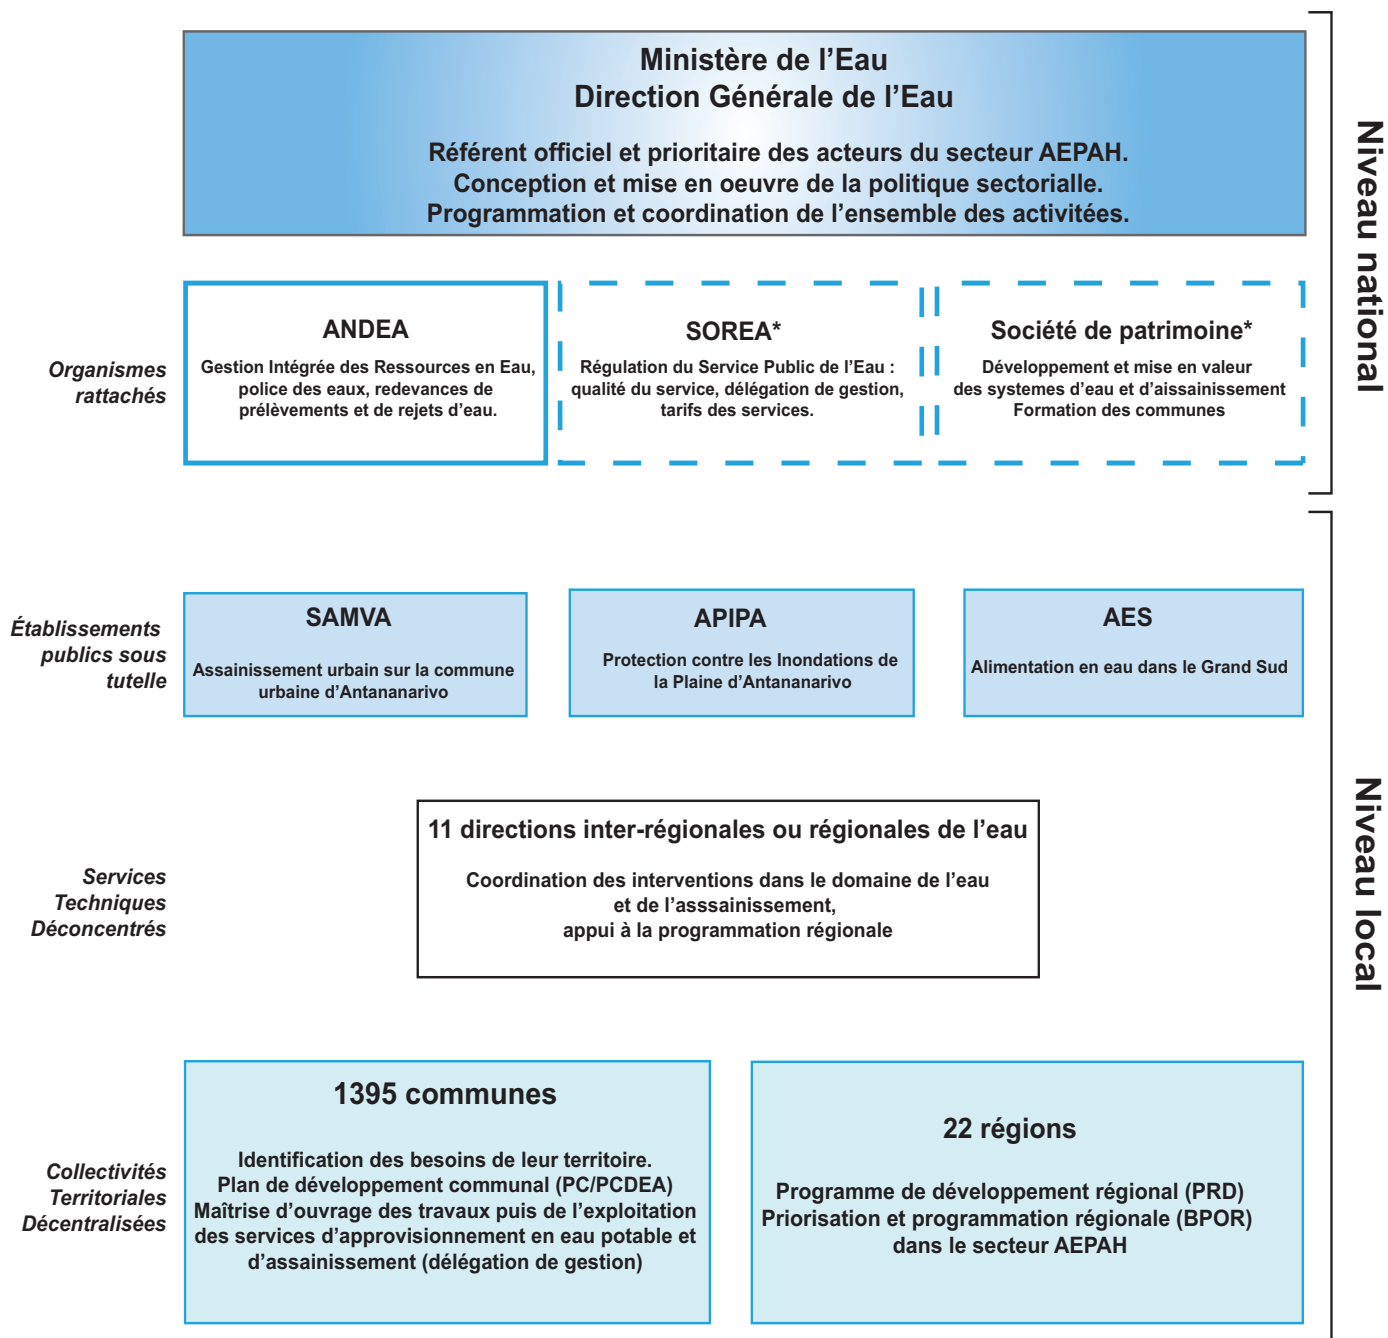 Ministère de l’Eau
Direction Générale de l’Eau
Référent officiel et prioritaire des acteurs du secteur AEPAH.
Conception et mise en oeuvre de la politique sectorialle.
Programmation et coordination de l’ensemble des activitées.
Niveau national
Organismes
rattachés
ANDEA
Gestion Intégrée des Ressources en Eau,
police des eaux, redevances de
prélèvements et de rejets d’eau.
SOREA*
Régulation du Service Public de l’Eau :
qualité du service, délégation de gestion,
tarifs des services.
Société de patrimoine*
Développement et mise en valeur
des systemes d’eau et d’aissainissement
Formation des communes
Établissements
publics sous
tutelle
SAMVA
Assainissement urbain sur la commune
urbaine d’Antananarivo
APIPA
Protection contre les Inondations de
la Plaine d’Antananarivo
AES
Alimentation en eau dans le Grand Sud
Niveau local
Services
Techniques
Déconcentrés
11 directions inter-régionales ou régionales de l’eau
Coordination des interventions dans le domaine de l’eau
et de l’asssainissement,
appui à la programmation régionale
Collectivités
Territoriales
Décentralisées
1395 communes
Identification des besoins de leur territoire.
Plan de développement communal (PC/PCDEA)
Maîtrise d’ouvrage des travaux puis de l’exploitation
des services d’approvisionnement en eau potable et
d’assainissement (délégation de gestion)
22 régions
Programme de développement régional (PRD)
Priorisation et programmation régionale (BPOR)
dans le secteur AEPAH